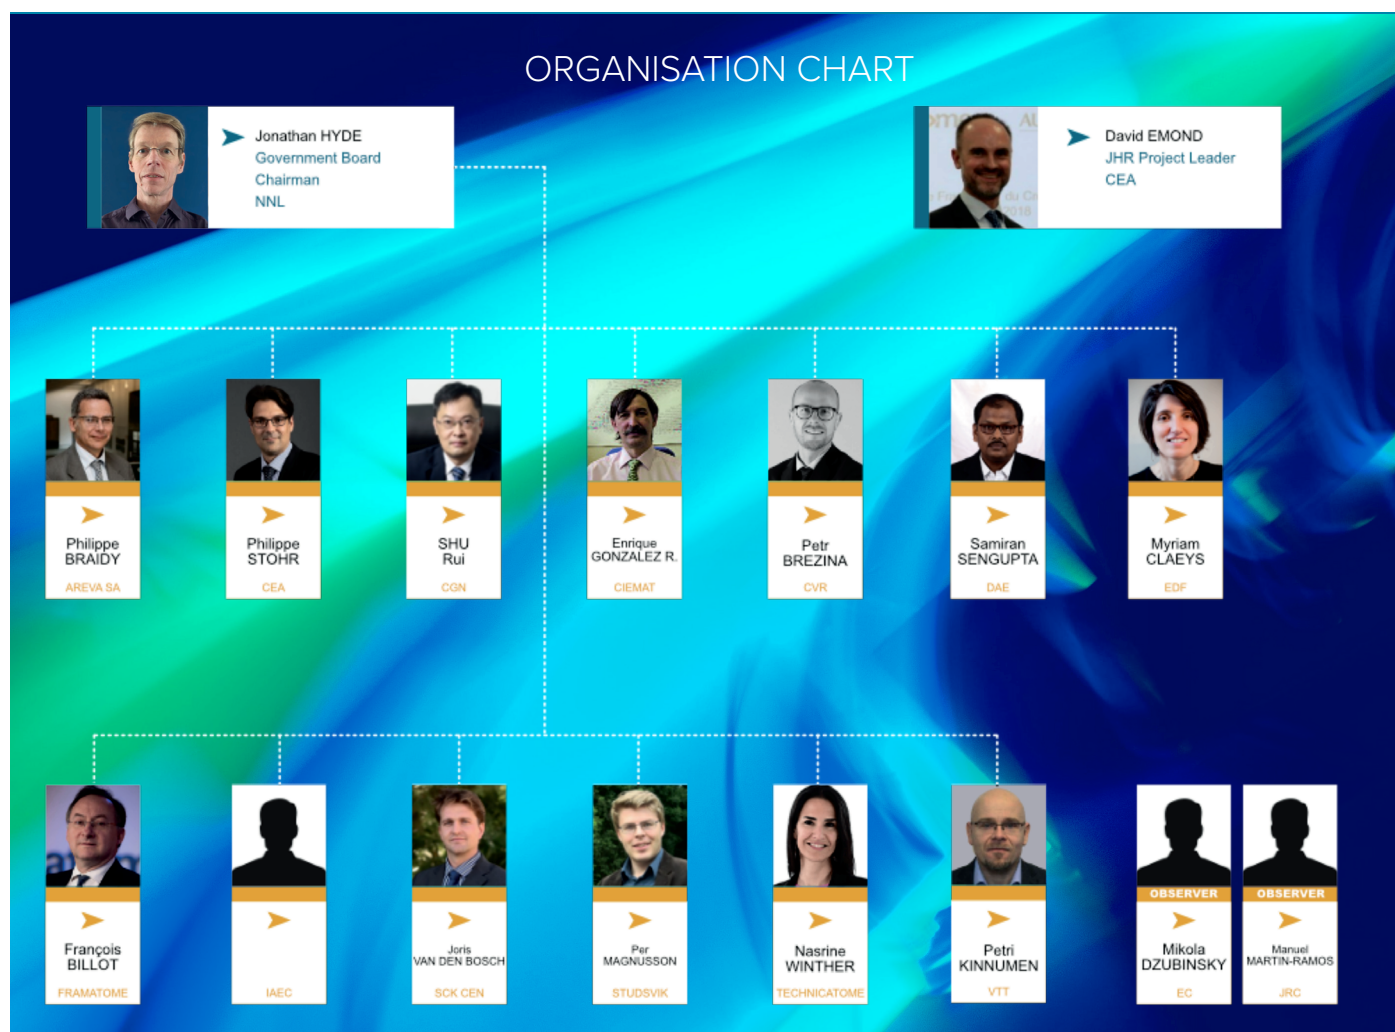 ORGANISATION CHART
Jonathan HYDE
Government Board
Chairman
NNL
David EMOND
JHR Project Leader
CEA
Philippe
BRAIDY
AREVA SA
Philippe
STOHR
CEA
SHU
Rui
CGN
Enrique
GONZALEZ R.
CIEMAT
Petr
BREZINA
CVR
Samiran
SENGUPTA
DAE
Myriam
CLAEYS
EDF
François
BILLOT
FRAMATOME
IAEC
Joris
VAN DEN BOSCH
SCK CEN
Per
MAGNUSSON
STUDSVIK
Nasrine
WINTHER
TECHNICATOME
Petri
KINNUMEN
VTT
OBSERVER
Mikola
DZUBINSKY
EC
OBSERVER
Manuel
MARTIN-RAMOS
JRC